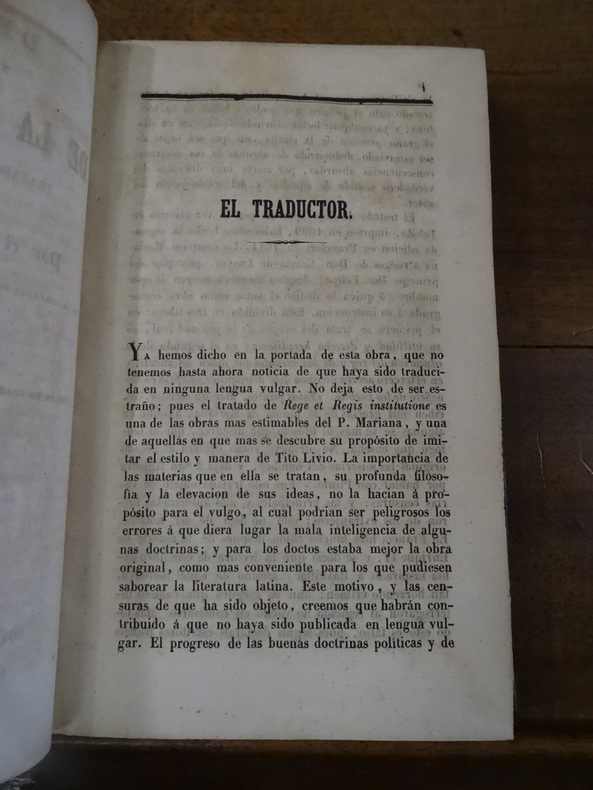 EL TRADUCTOR.
YA hemos dicho en la portada de esta obra, que no
tenemos hasta ahora noticia de que haya sido traduci-
da en ninguna lengua vulgar. No deja esto de ser es-
traño; pues el tratado de Rege et Regis institutione es
una de las obras mas estimables del P. Mariana, y una
de aquellas en que mas se descubre su propósito de imi-
tar el estilo y manera de Tito Livio. La importancia de
las materias que en ella se tratan, su profunda filoso-
fia y la elevacion de sus ideas, no la hacian á pro-
pósito para el vulgo, al cual podrian ser peligrosos los
errores á que diera lugar la mala inteligencia de algu-
nas doctrinas; y para los doctos estaba mejor la obra
original, como mas conveniente para los que pudiesen
saborear la literatura latina. Este motivo, y las cen-
suras de que ha sido objeto, creemos que habrán con-
tribuido á que no haya sido publicada en lengua vul-
gar. El progreso de las buenas doctrinas politicas y de